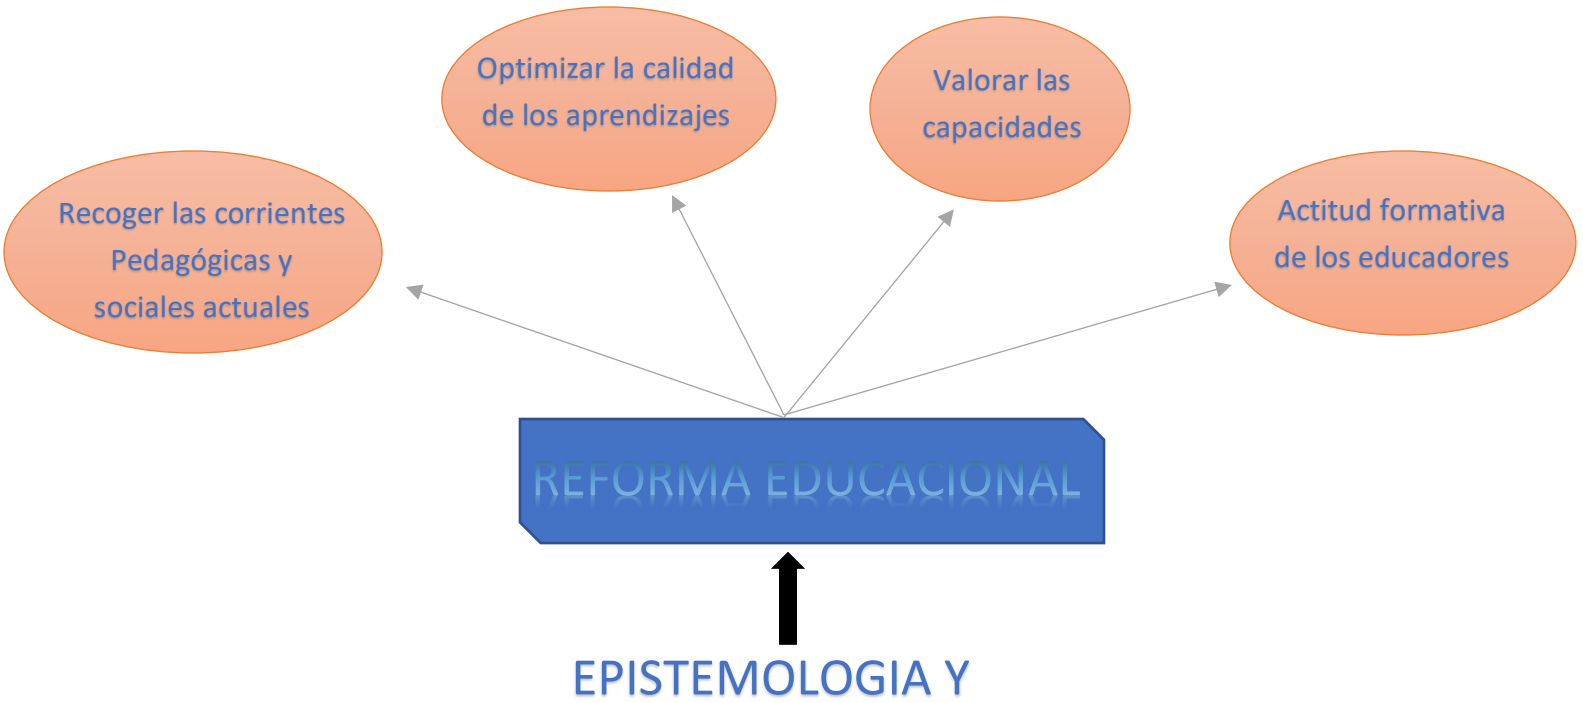 Optimizar la calidad
de los aprendizajes
Valorar las
capacidades
Recoger las corrientes
Pedagógicas y
sociales actuales
Actitud formativa
de los educadores
REFORMA EDUCACIONAL
EPISTEMOLOGIA Y